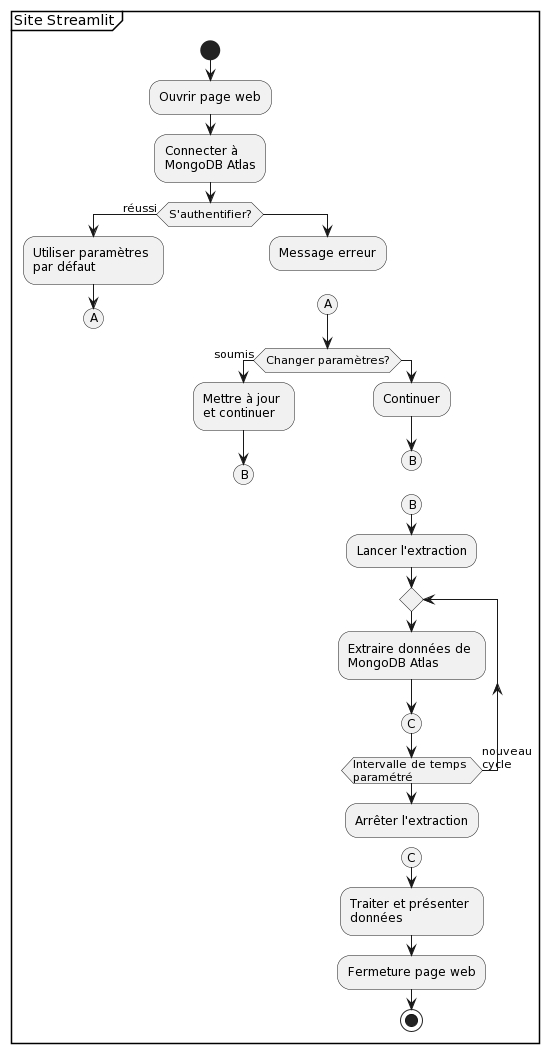 Site Streamlit
Ouvrir page web
Connecter à
MongoDB Atlas
réussi
S'authentifier?
Utiliser paramètres
par défaut
Message erreur
A
A
soumis
Changer paramètres?
Mettre à jour
et continuer
Continuer
B
B
B
Lancer l'extraction
Extraire données de
MongoDB Atlas
C
Intervalle de temps
paramétré
nouveau
cycle
Arrêter l'extraction
C
Traiter et présenter
données
Fermeture page web